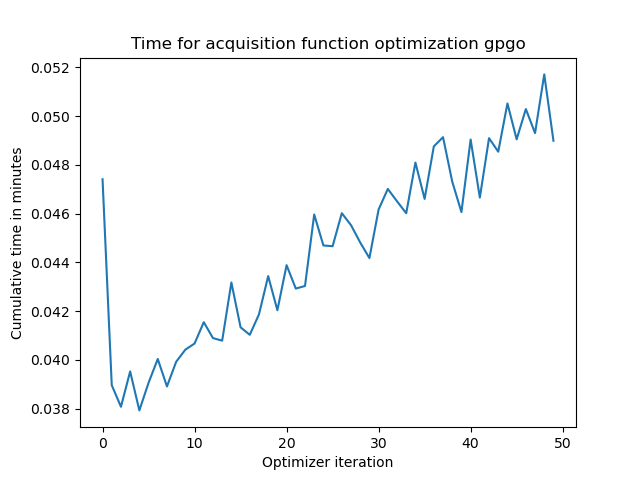 Time for acquisition function optimization gpgo
0.052
0.050
0.048
0.046
0.044
0.042
0.040
0.038
Cumulative time in minutes
0 10 20 30 40 50
Optimizer iteration